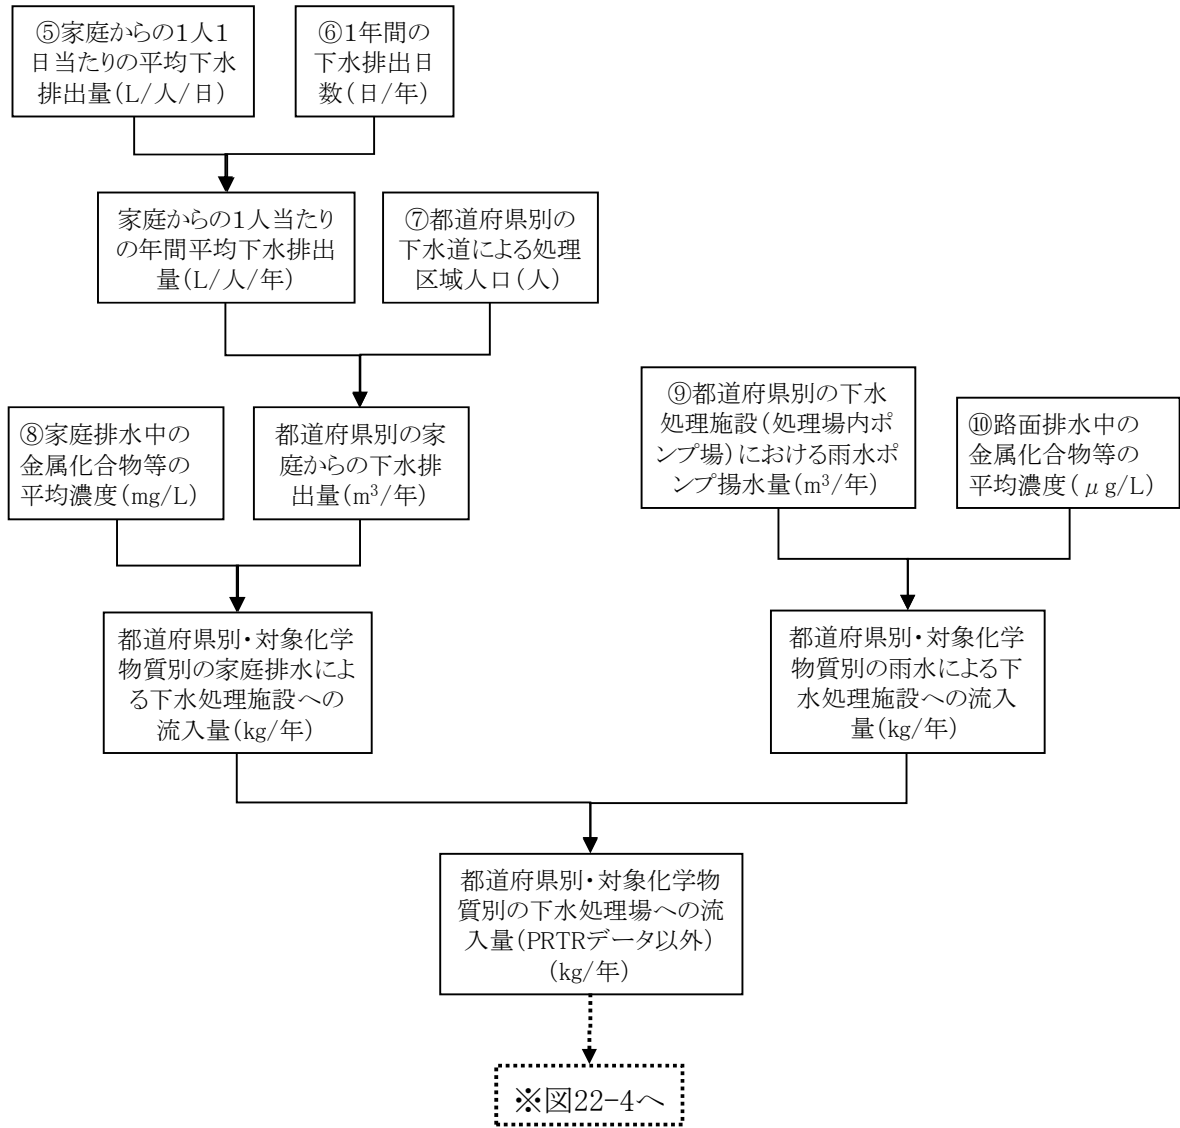 ⑤家庭からの1人1
日当たりの平均下水
排出量(L/人/日)
⑥1年間の
下水排出日
数(日/年)
家庭からの1人当たり
の年間平均下水排出
量(L/人/年)
⑦都道府県別の
下水道による処理
区域人口(人)
⑧家庭排水中の
金属化合物等の
平均濃度(mg/L)
都道府県別の家
庭からの下水排
出量(m³/年)
⑨都道府県別の下水
処理施設(処理場内ポ
ンプ場)における雨水ポ
ンプ揚水量(m³/年)
⑩路面排水中の
金属化合物等の
平均濃度(μg/L)
都道府県別・対象化学
物質別の家庭排水によ
る下水処理施設への
流入量(kg/年)
都道府県別・対象化学
物質別の雨水による下
水処理施設への流入
量(kg/年)
都道府県別・対象化学物
質別の下水処理場への流
入量(PRTRデータ以外)
(kg/年)
※図22-4へ